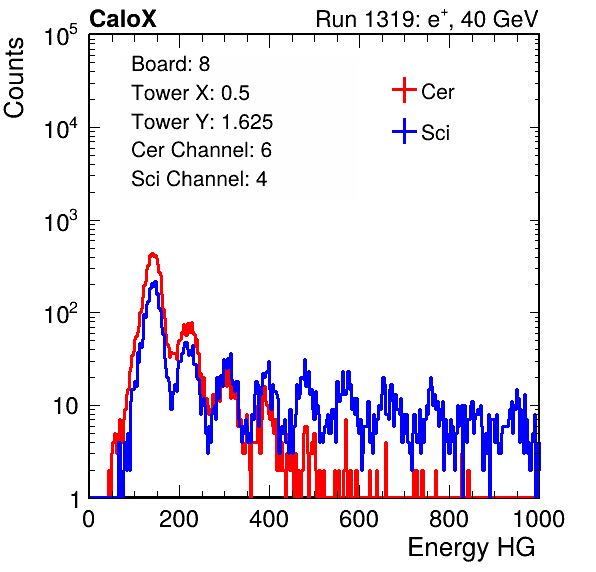 CaloX Run 1319: e⁺, 40 GeV
Counts
Board: 8
Tower X: 0.5
Tower Y: 1.625
Cer Channel: 6
Sci Channel: 4
Cer
Sci
10⁵
10⁴
10³
10²
10
1
0 200 400 600 800 1000
Energy HG